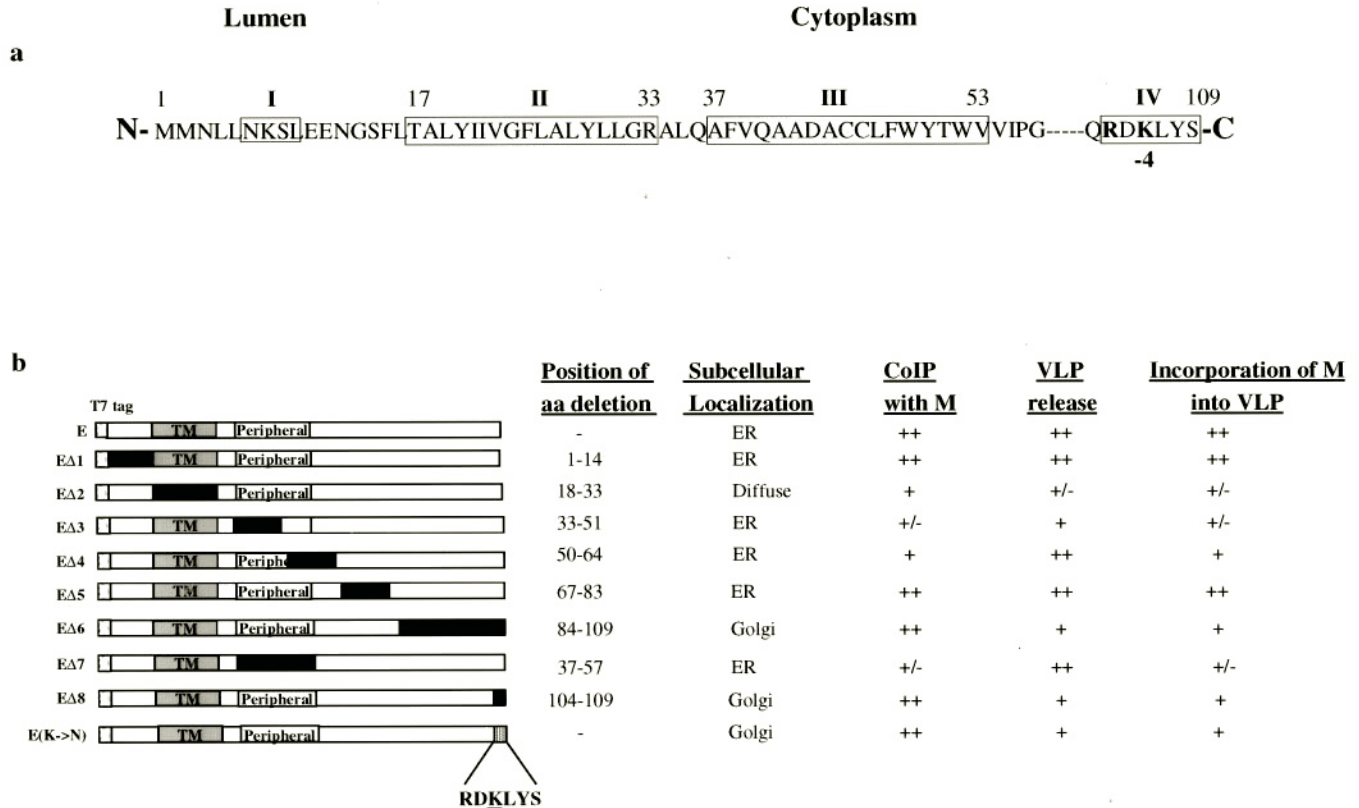 Lumen Cytoplasm
a
1 I 17 II 33 37 III 53 IV 109
N- MMNLLNKSLEENGSFLTALYIIVGFLALYLLGRALQAFVQAADACCLFWYTWVVIPG-----QRDKLYS-C
-4
b
Position of Subcellular CoIP VLP Incorporation of M
aa deletion Localization with M release into VLP
T7 tag
E TM Peripheral - ER ++ ++ ++
EΔ1 TM Peripheral 1-14 ER ++ ++ ++
EΔ2 Peripheral 18-33 Diffuse + +/- +/-
EΔ3 TM 33-51 ER +/- + +/-
EΔ4 TM Periphe 50-64 ER + ++ +
EΔ5 TM Peripheral 67-83 ER ++ ++ ++
EΔ6 TM Peripheral 84-109 Golgi ++ + +
EΔ7 TM 37-57 ER +/- ++ +/-
EΔ8 TM Peripheral 104-109 Golgi ++ + +
E(K->N) TM Peripheral - Golgi ++ + +
RDKLYS